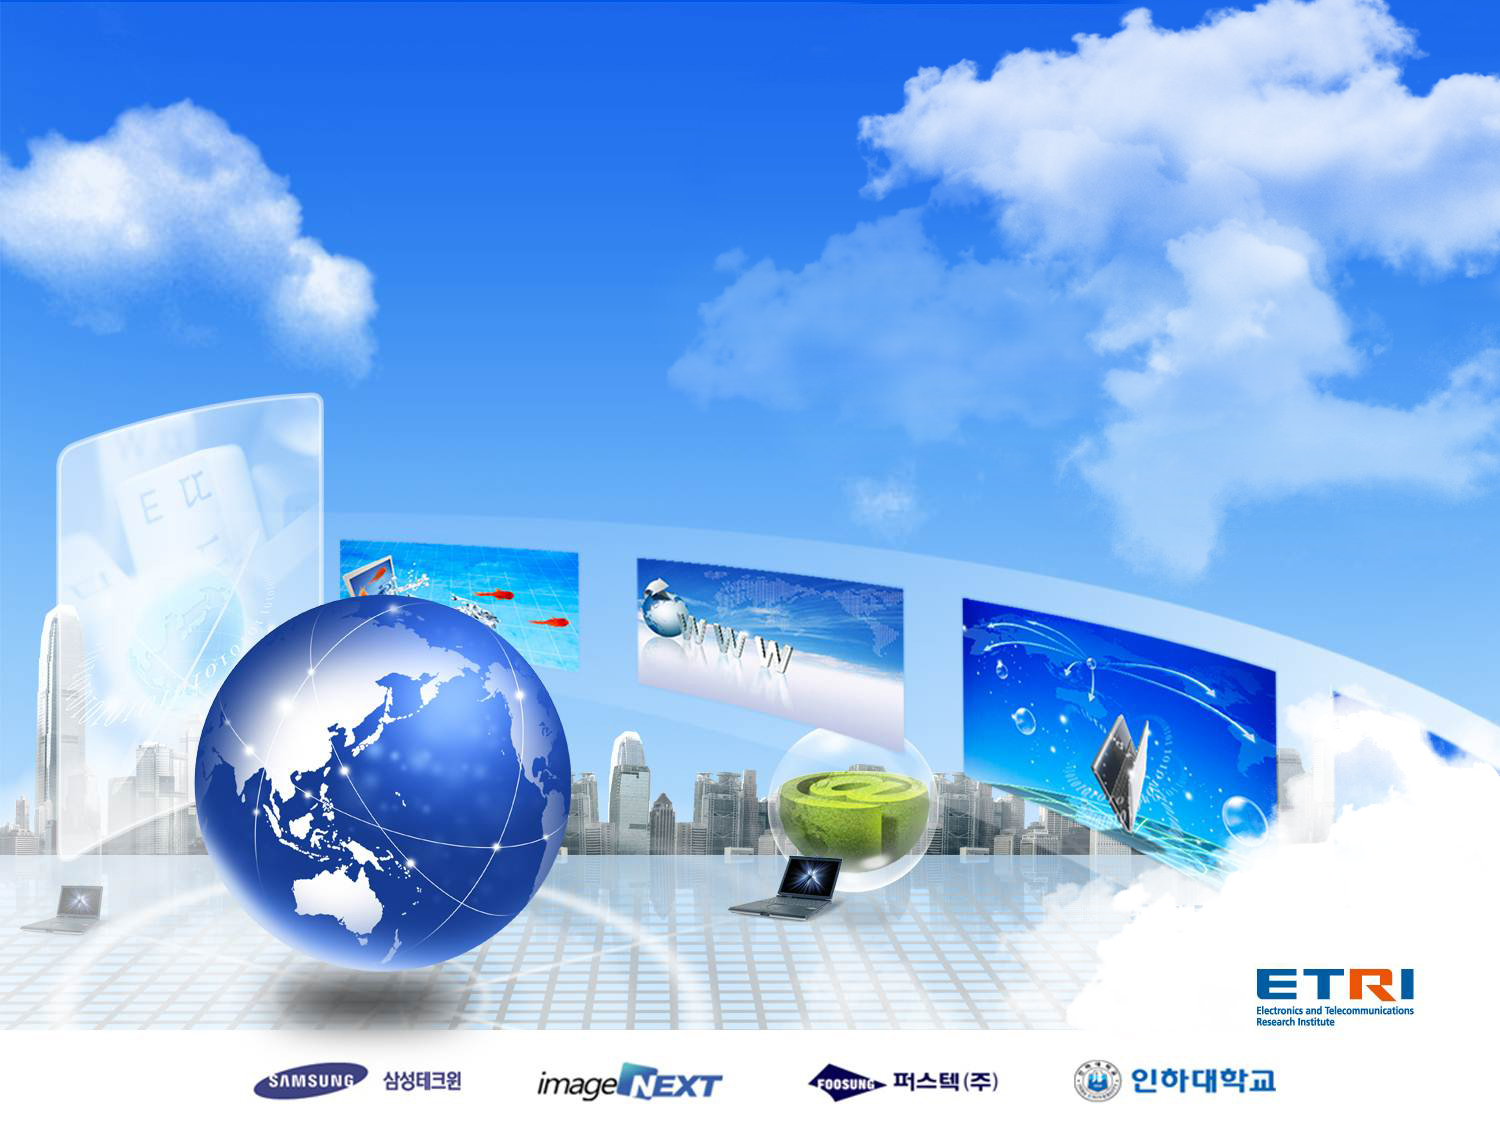 E ㄸ
WWW
@
ETRI
Electronics and Telecommunications
Research Institute
SAMSUNG 삼성테크윈
imageNEXT
FOOSUNG 퍼스텍(주)
인하대학교